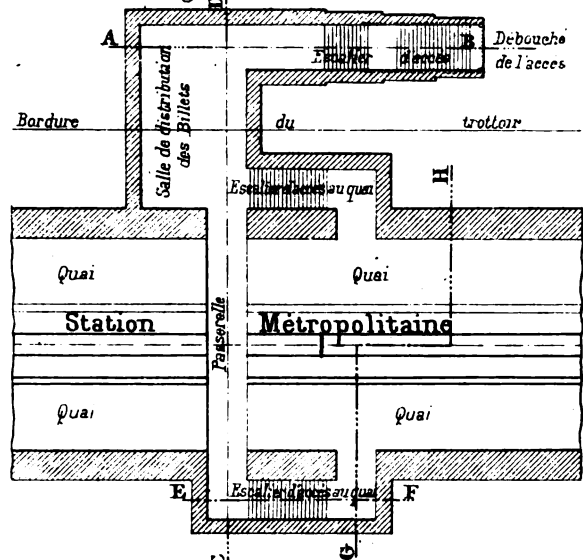 A
Escalier d'accès B
Débouché
de l'accès
Salle de distribution
des Billets
Bordure du trottoir
H
Escalier d'accès au quai
Quai Quai
Station Métropolitaine
Passerelle
Quai Quai
E Escalier d'accès au quai F
G